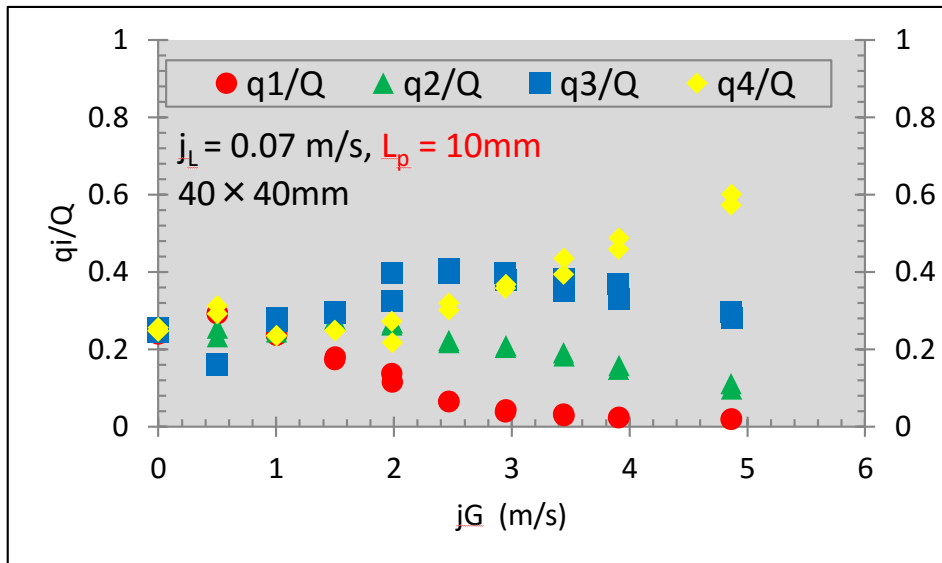 1 1
q1/Q q2/Q q3/Q q4/Q
0.8 0.8
jL = 0.07 m/s, Lp = 10mm
40×40mm
0.6 0.6
qi/Q
0.4 0.4
0.2 0.2
0 0
0 1 2 3 4 5 6
jG (m/s)